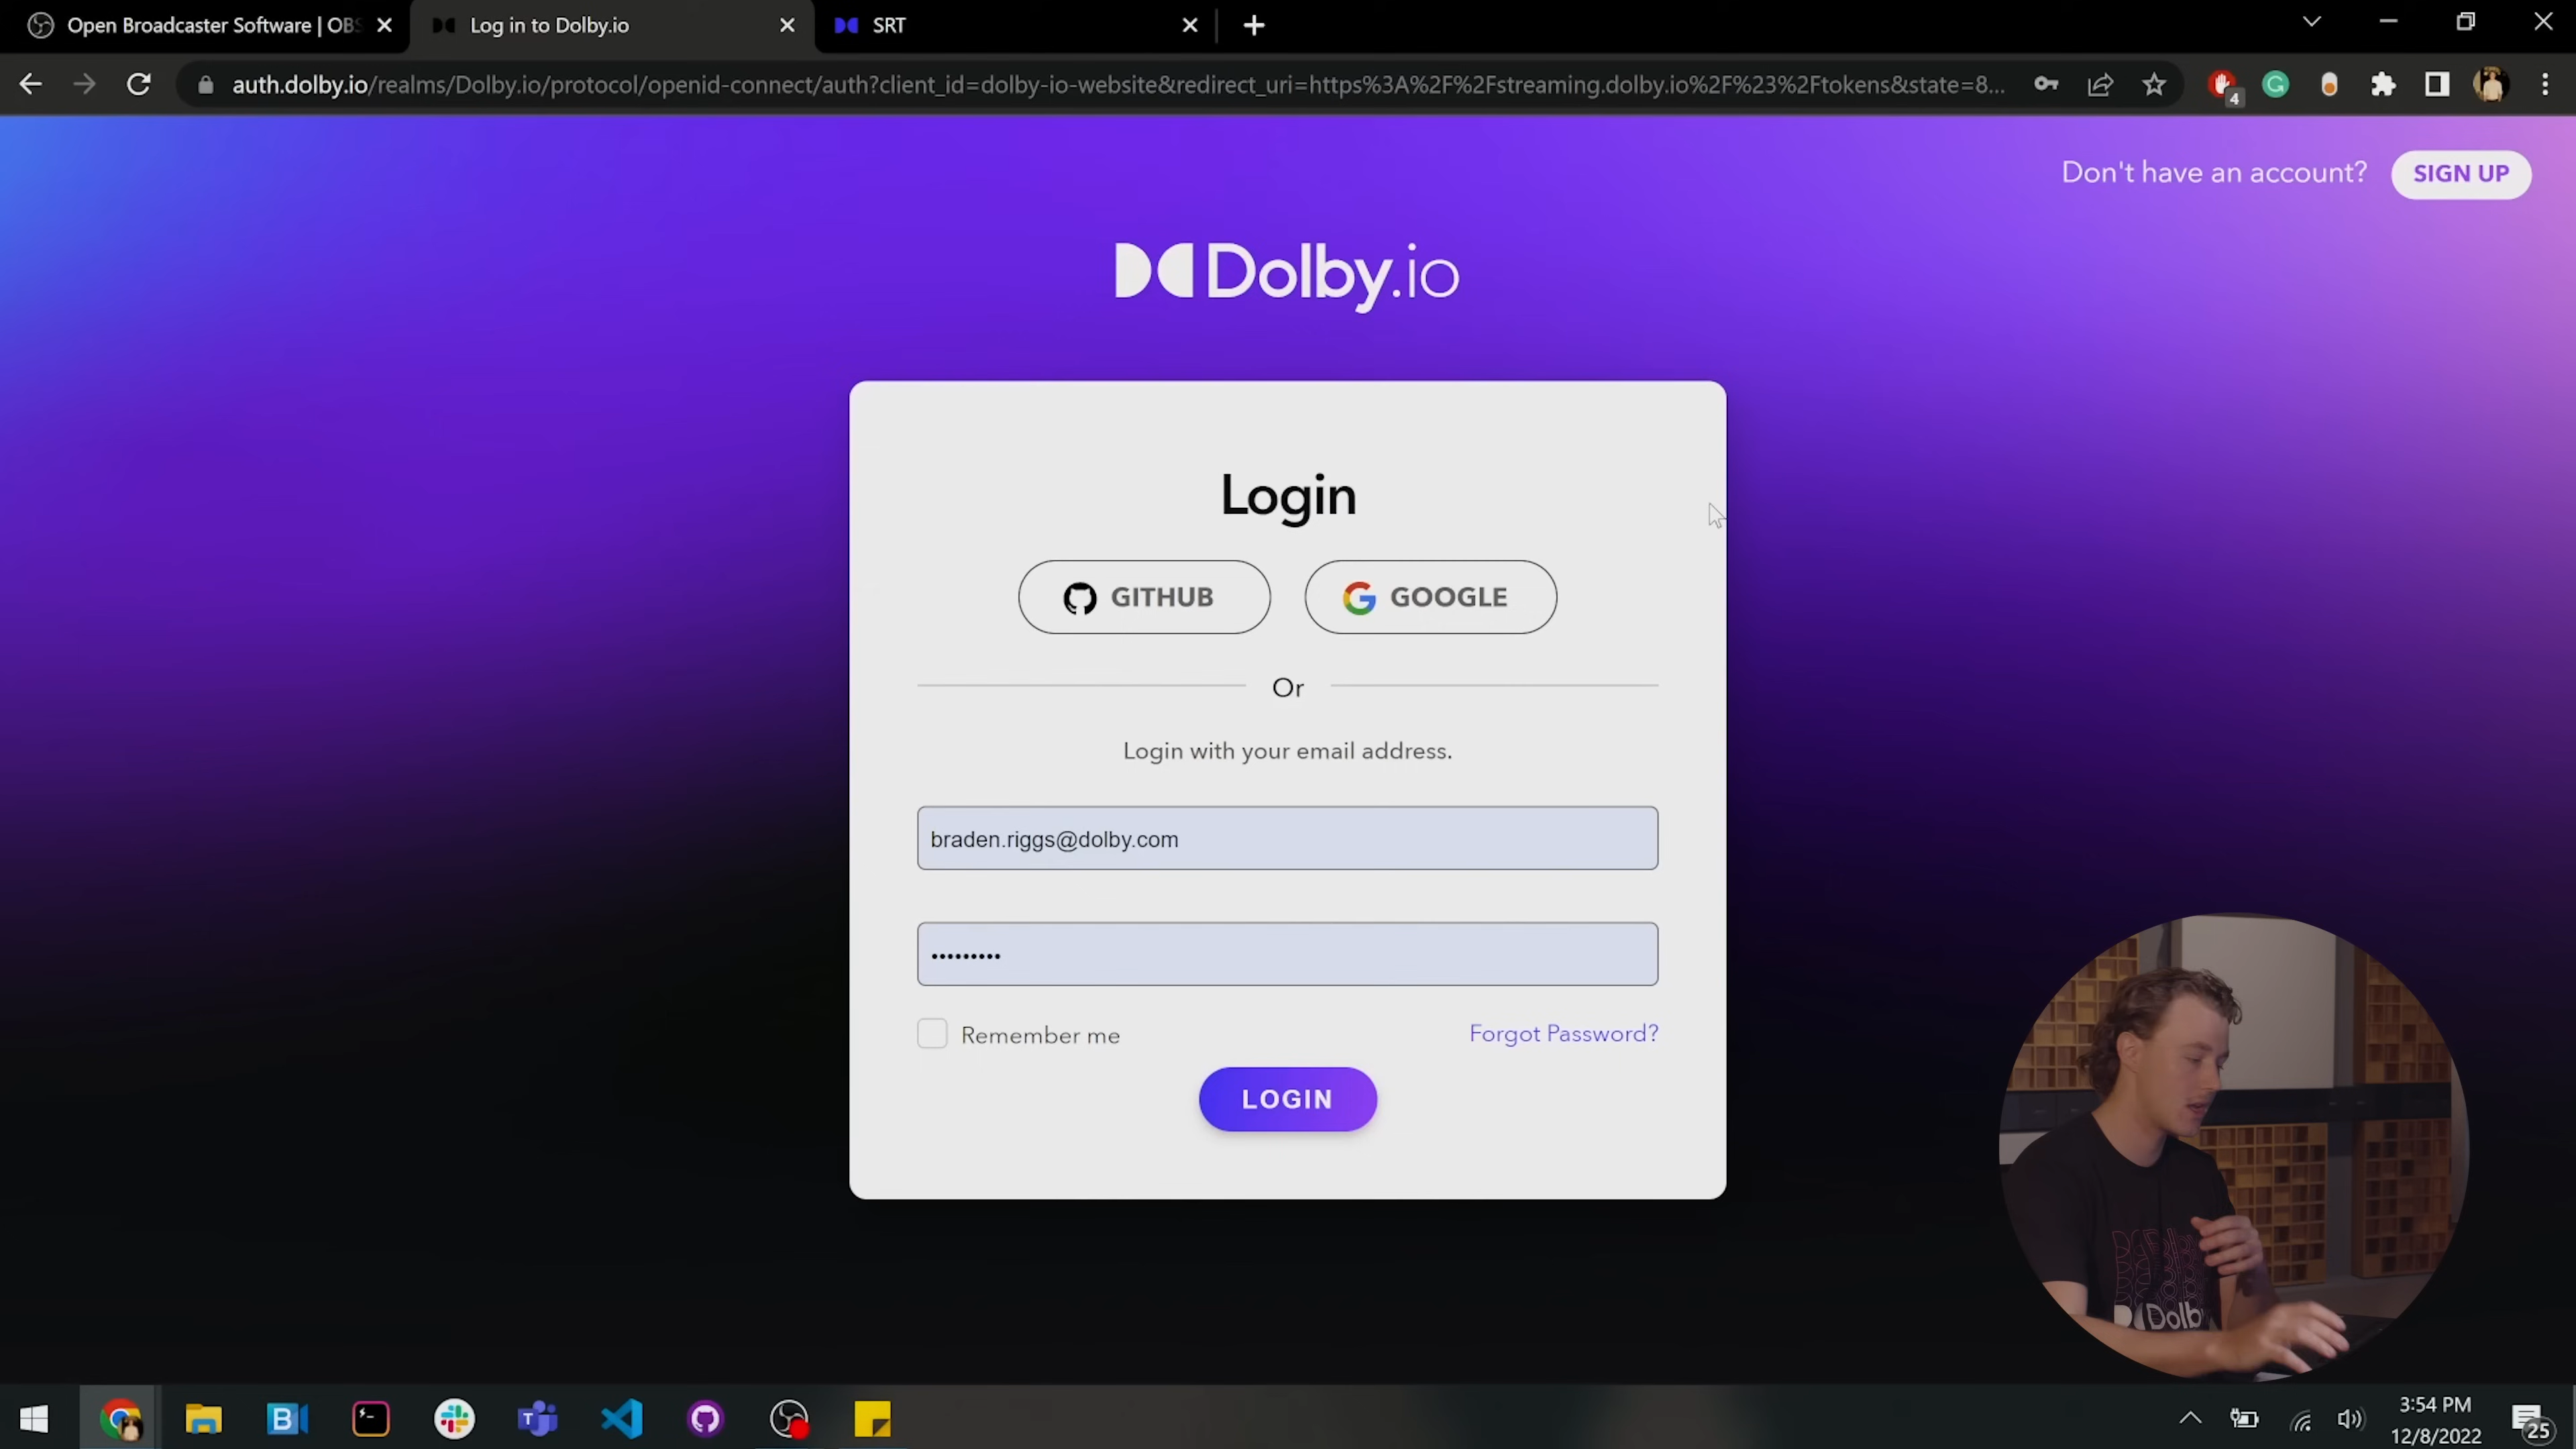 Open Broadcaster Software | OBS
Log in to Dolby.io
SRT
auth.dolby.io/realms/Dolby.io/protocol/openid-connect/auth?client_id=dolby-io-website&redirect_uri=https%3A%2F%2Fstreaming.dolby.io%2F%23%2Ftokens&state=8...
4
Don't have an account?
SIGN UP
Dolby.io
Login
GITHUB
GOOGLE
Or
Login with your email address.
braden.riggs@dolby.com
•••••••••
Remember me
Forgot Password?
LOGIN
Dolby
3:54 PM
12/8/2022
25